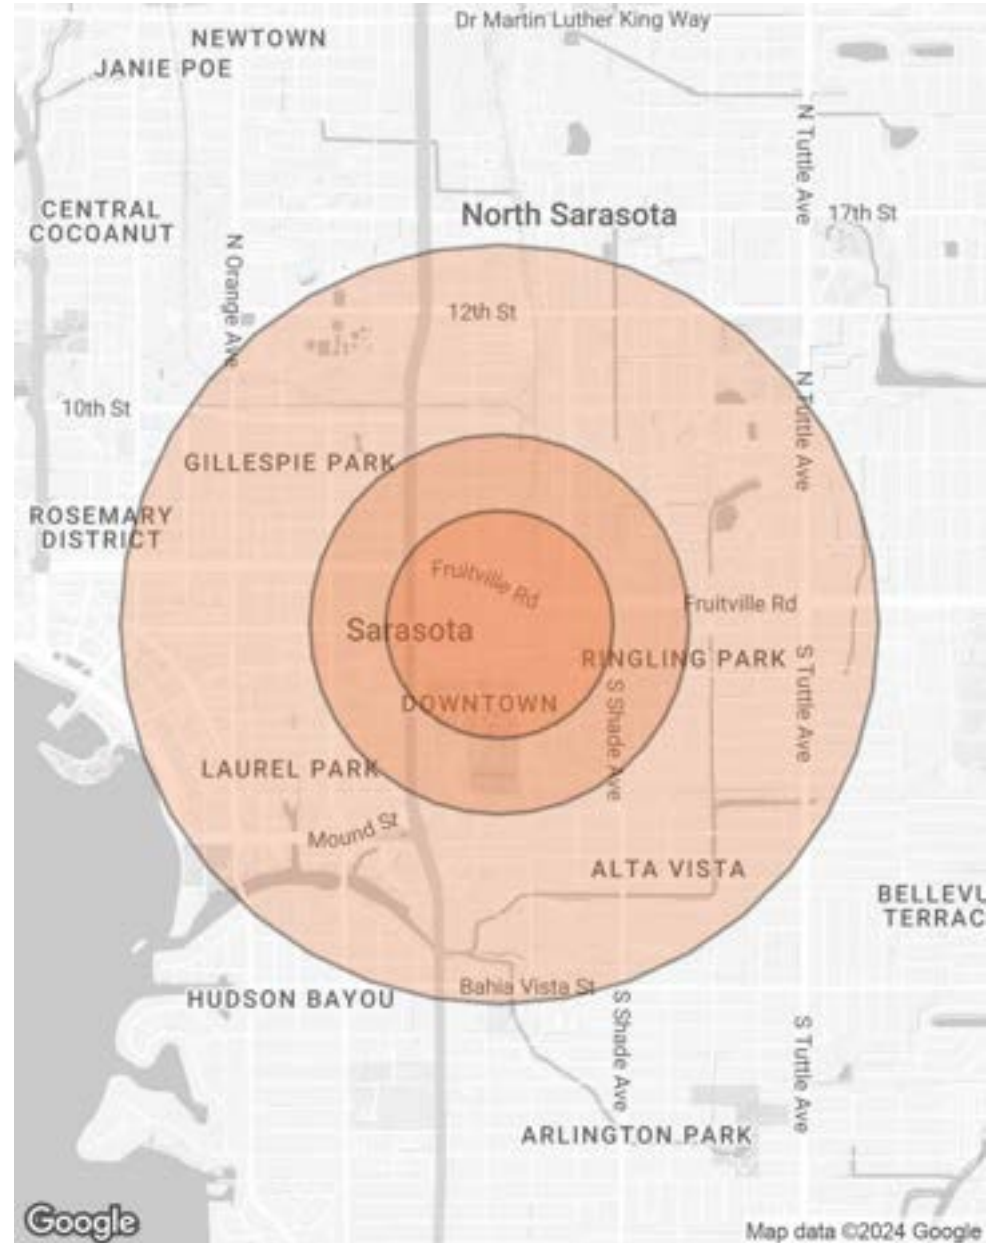 Dr Martin Luther King Way
NEWTOWN
JANIE POE
N Tuttle Ave
CENTRAL
COCOANUT
North Sarasota
17th St
N Orange Ave
12th St
N Tuttle Ave
10th St
GILLESPIE PARK
ROSEMARY
DISTRICT
Fruitville Rd
Fruitville Rd
Sarasota
RINGLING PARK
S Tuttle Ave
DOWNTOWN
S Shade Ave
LAUREL PARK
Mound St
ALTA VISTA
BELLEVU
TERRAC
Bahia Vista St
HUDSON BAYOU
S Shade Ave
S Tuttle Ave
ARLINGTON PARK
Google
Map data ©2024 Google